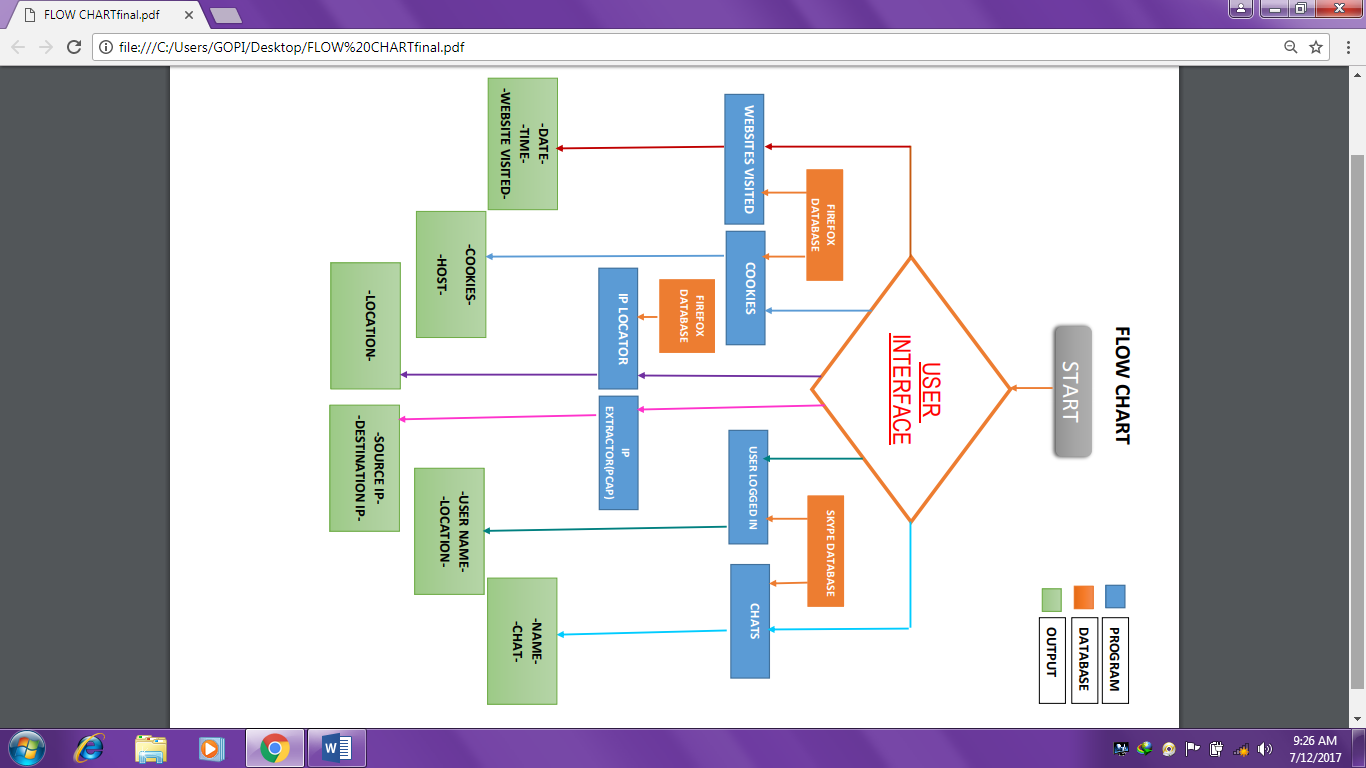 FLOW CHARTfinal.pdf
file:///C:/Users/GOPI/Desktop/FLOW%20CHARTfinal.pdf
FLOW CHART
START
USER
INTERFACE
PROGRAM
DATABASE
OUTPUT
FIREFOX
DATABASE
SKYPE DATABASE
WEBSITES VISITED
COOKIES
USER LOGGED IN
CHATS
FIREFOX
DATABASE
IP LOCATOR
IP
EXTRACTOR(PCAP)
-DATE-
-TIME-
-WEBSITE VISITED-
-COOKIES-
-HOST-
-LOCATION-
-SOURCE IP-
-DESTINATION IP-
-USER NAME-
-LOCATION-
-NAME-
-CHAT-
9:26 AM
7/12/2017